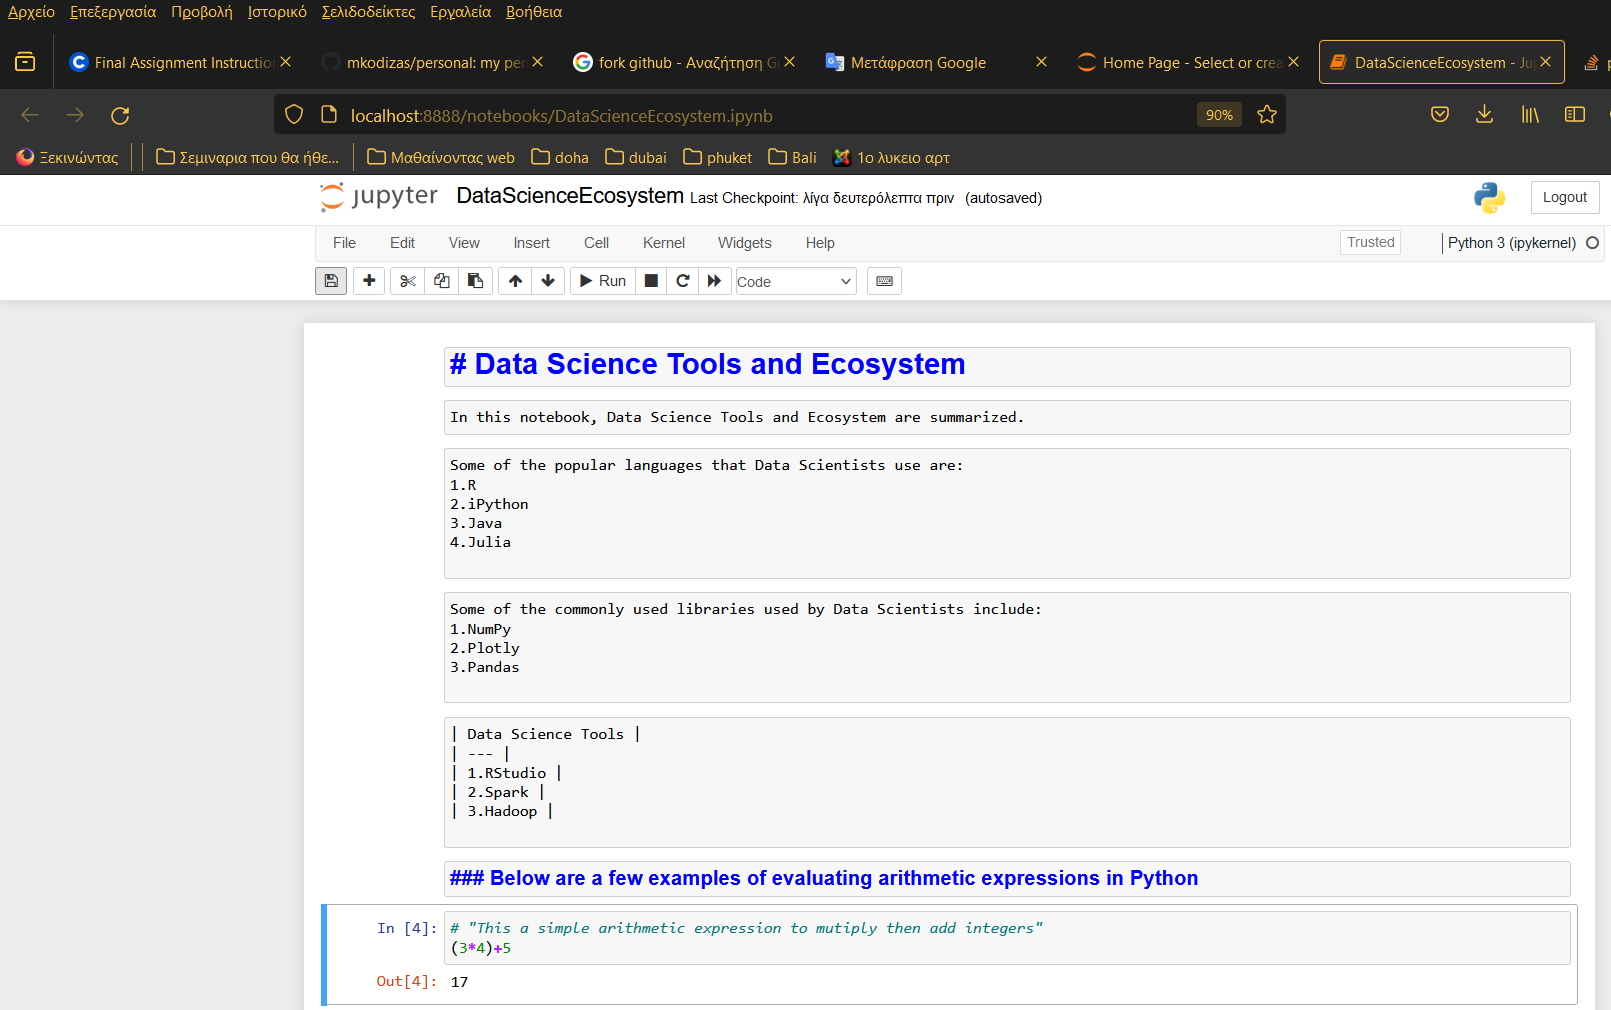 Αρχείο Επεξεργασία Προβολή Ιστορικό Σελιδοδείκτες Εργαλεία Βοήθεια
Final Assignment Instruction mkodizas/personal: my per fork github - Αναζήτηση Go Μετάφραση Google Home Page - Select or crea DataScienceEcosystem - Jup
localhost:8888/notebooks/DataScienceEcosystem.ipynb 90%
Ξεκινώντας Σεμιναρια που θα ήθε... Μαθαίνοντας web doha dubai phuket Bali 1ο λυκειο αρτ
jupyter DataScienceEcosystem Last Checkpoint: λίγα δευτερόλεπτα πριν (autosaved) Logout
File Edit View Insert Cell Kernel Widgets Help Trusted Python 3 (ipykernel)
Run Code
# Data Science Tools and Ecosystem
In this notebook, Data Science Tools and Ecosystem are summarized.
Some of the popular languages that Data Scientists use are:
1.R
2.iPython
3.Java
4.Julia
Some of the commonly used libraries used by Data Scientists include:
1.NumPy
2.Plotly
3.Pandas
| Data Science Tools |
| --- |
| 1.RStudio |
| 2.Spark |
| 3.Hadoop |
### Below are a few examples of evaluating arithmetic expressions in Python
In [4]: # "This a simple arithmetic expression to mutiply then add integers"
(3*4)+5
Out[4]: 17